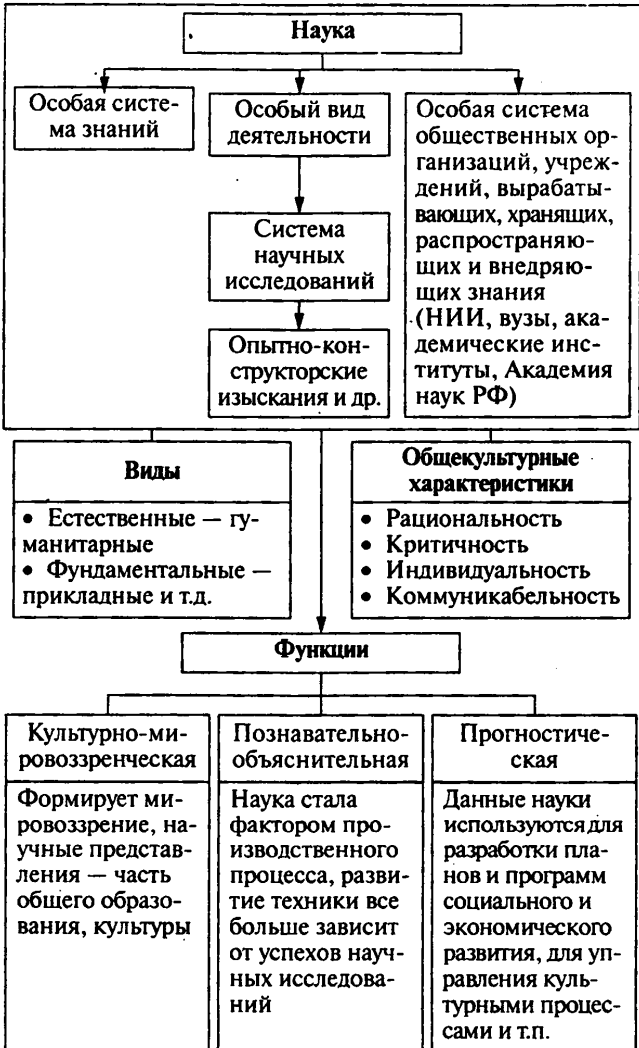 Наука
Особая систе-
ма знаний
Особый вид
деятельности
Система
научных
исследований
Опытно-кон-
структорские
изыскания и др.
Особая система
общественных ор-
ганизаций, учреж-
дений, вырабаты-
вающих, хранящих,
распространяю-
щих и внедряю-
щих знания
(НИИ, вузы, ака-
демические инс-
титуты, Академия
наук РФ)
Виды
• Естественные — гу-
манитарные
• Фундаментальные —
прикладные и т.д.
Общекультурные
характеристики
• Рациональность
• Критичность
• Индивидуальность
• Коммуникабельность
Функции
Культурно-ми-
ровоззренческая
Формирует ми-
ровоззрение, на-
учные представ-
ления — часть
общего образо-
вания, культуры
Познавательно-
объяснительная
Наука стала
фактором про-
изводственного
процесса, разви-
тие техники все
больше зависит
от успехов науч-
ных исследова-
ний
Прогностиче-
ская
Данные науки
используются для
разработки пла-
нов и программ
социального и
экономического
развития, для уп-
равления куль-
турными процес-
сами и т.п.